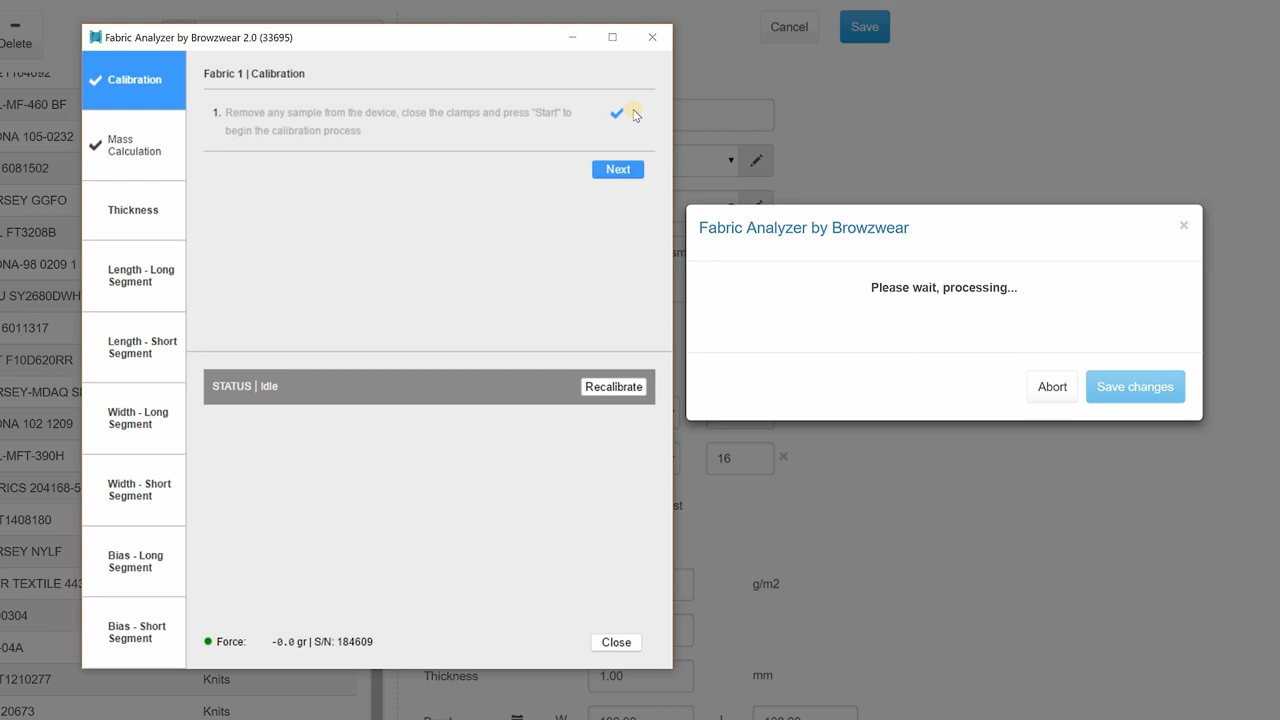 Delete
Cancel
Save
Fabric Analyzer by Browzwear 2.0 (33695)
Calibration
Mass
Calculation
Thickness
Length - Long
Segment
Length - Short
Segment
Width - Long
Segment
Width - Short
Segment
Bias - Long
Segment
Bias - Short
Segment
Fabric 1 | Calibration
1. Remove any sample from the device, close the clamps and press "Start" to
begin the calibration process
Next
STATUS | Idle
Recalibrate
Force: -0.0 gr | S/N: 184609
Close
Fabric Analyzer by Browzwear
×
Please wait, processing...
Abort
Save changes
L-MF-460 BF
ONA 105-0232
6081502
RSEY GGFO
L FT3208B
ONA-98 0209 1
U SY2680DWH
6011317
T F10D620RR
RSEY-MDAQ
ONA 102 1209
L-MFT-390H
RICS 204168-5
T1408180
RSEY NYLF
R TEXTILE 443
00304
-04A
T1210277 Knits
20673 Knits
16
st
g/m2
Thickness 1.00 mm
W L